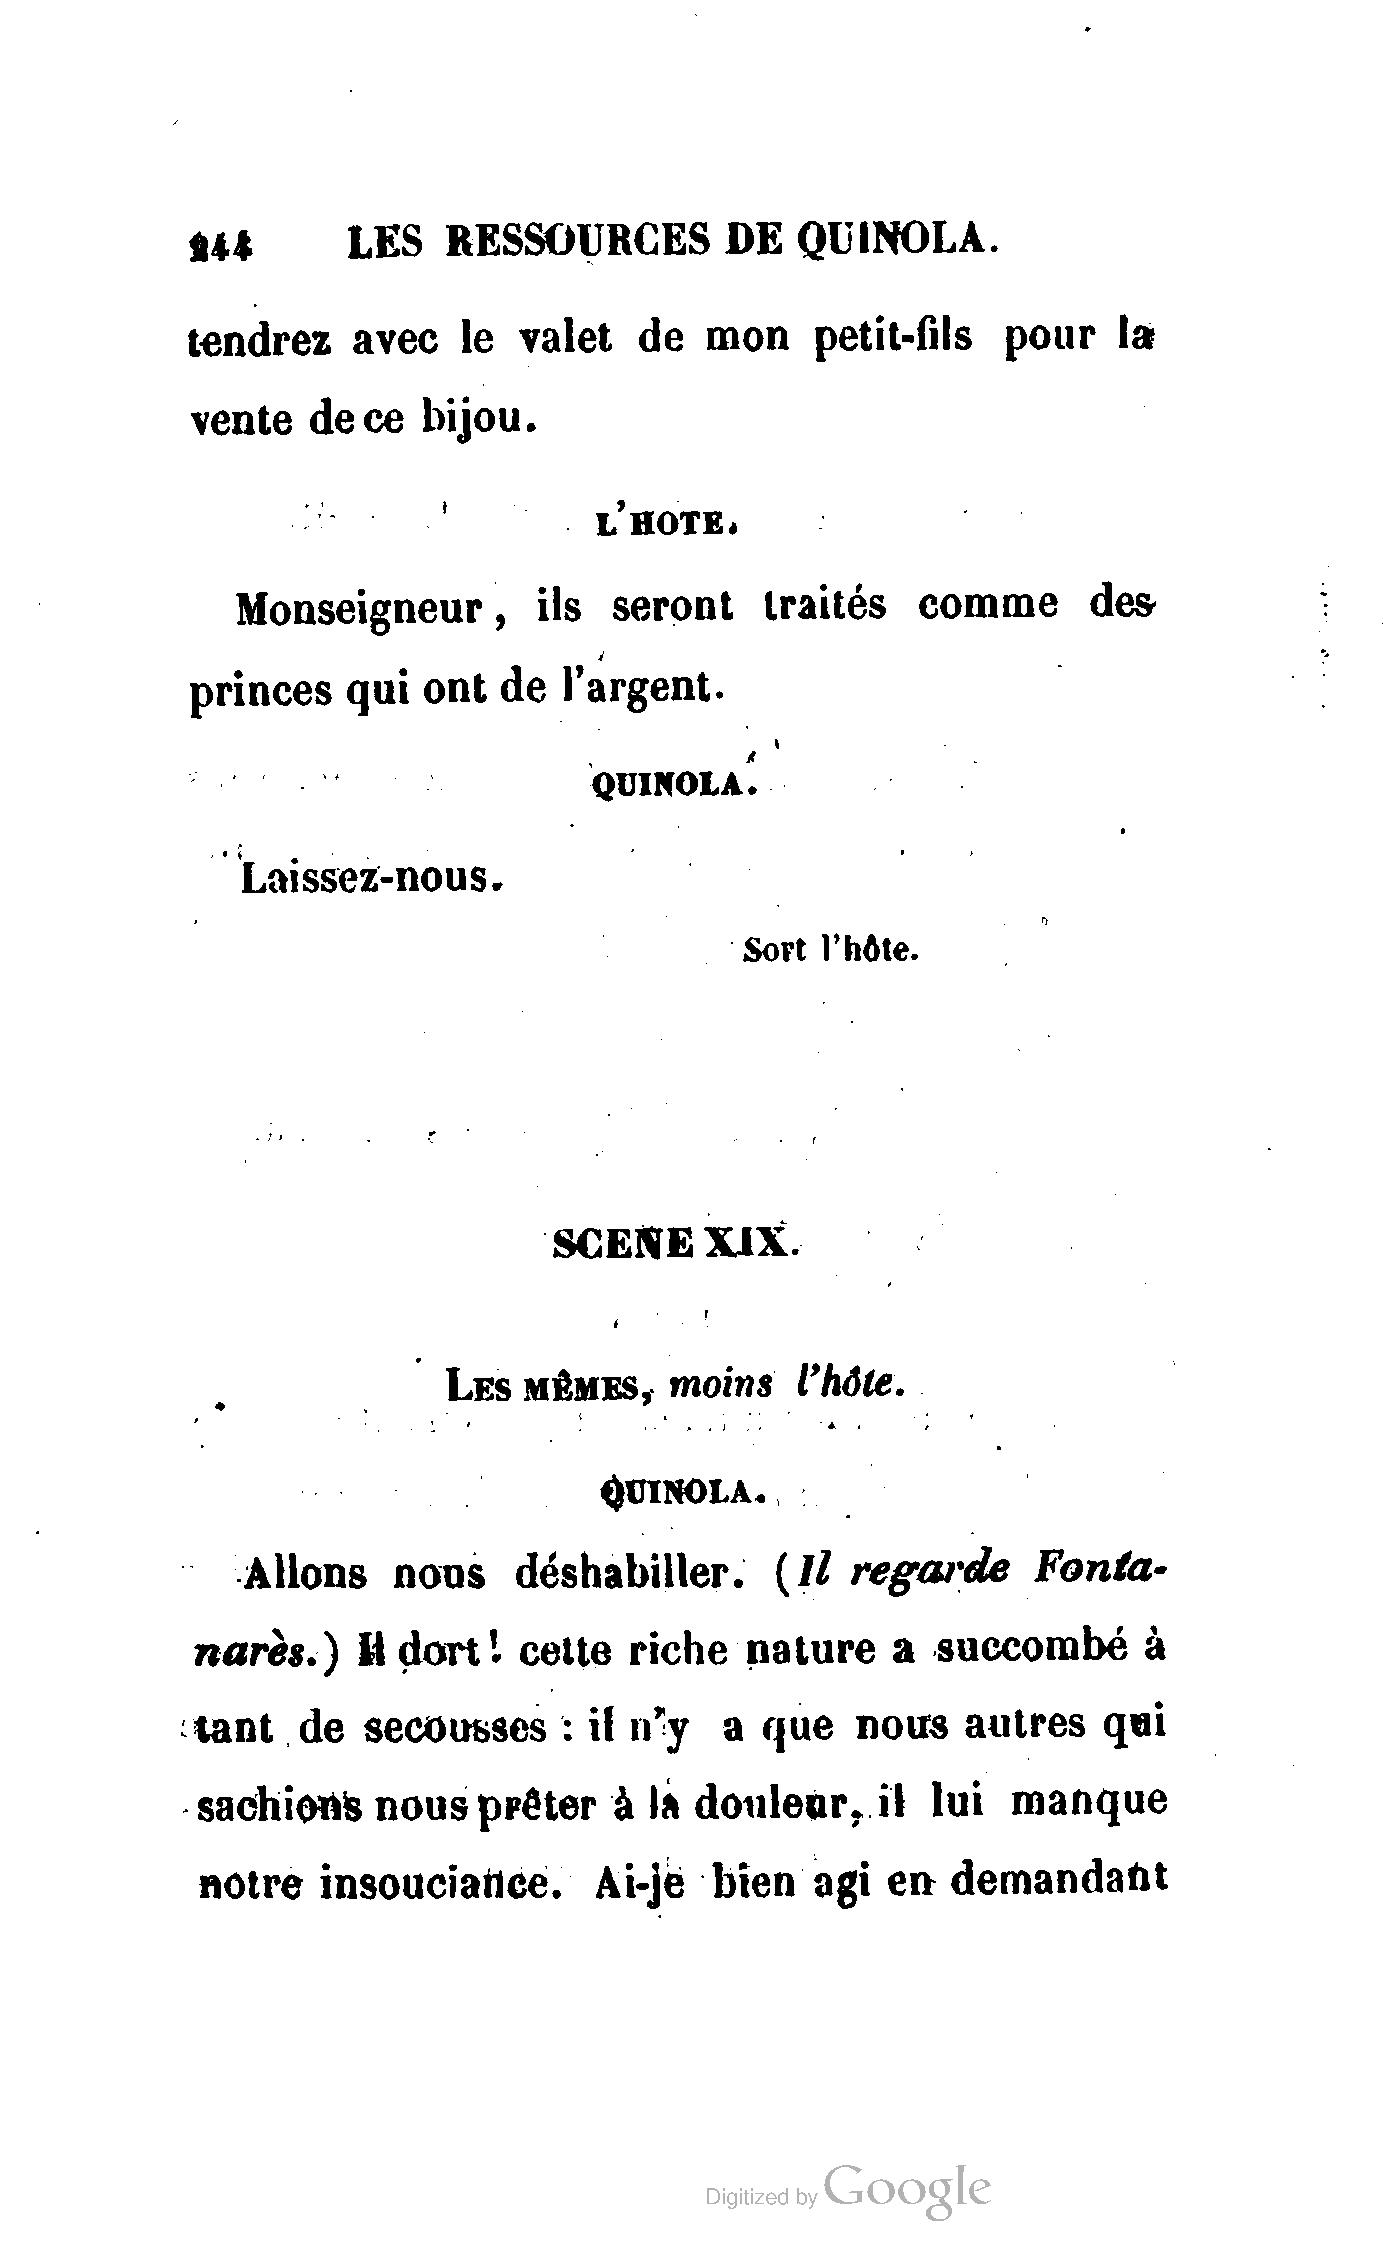 244 LES RESSOURCES DE QUINOLA.
tendrez avec le valet de mon petit-fils pour la
vente de ce bijou.
L'HOTE.
Monseigneur, ils seront traités comme des
princes qui ont de l'argent.
QUINOLA.
Laissez-nous.
Sort l'hôte.
SCENE XIX.
LES MÊMES, moins l'hôte.
QUINOLA.
Allons nous déshabiller. (Il regarde Fonta-
narès.) Il dort! cette riche nature a succombé à
tant de secousses : il n'y a que nous autres qui
sachions nous prêter à la douleur, il lui manque
notre insouciance. Ai-je bien agi en demandant
Digitized by Google